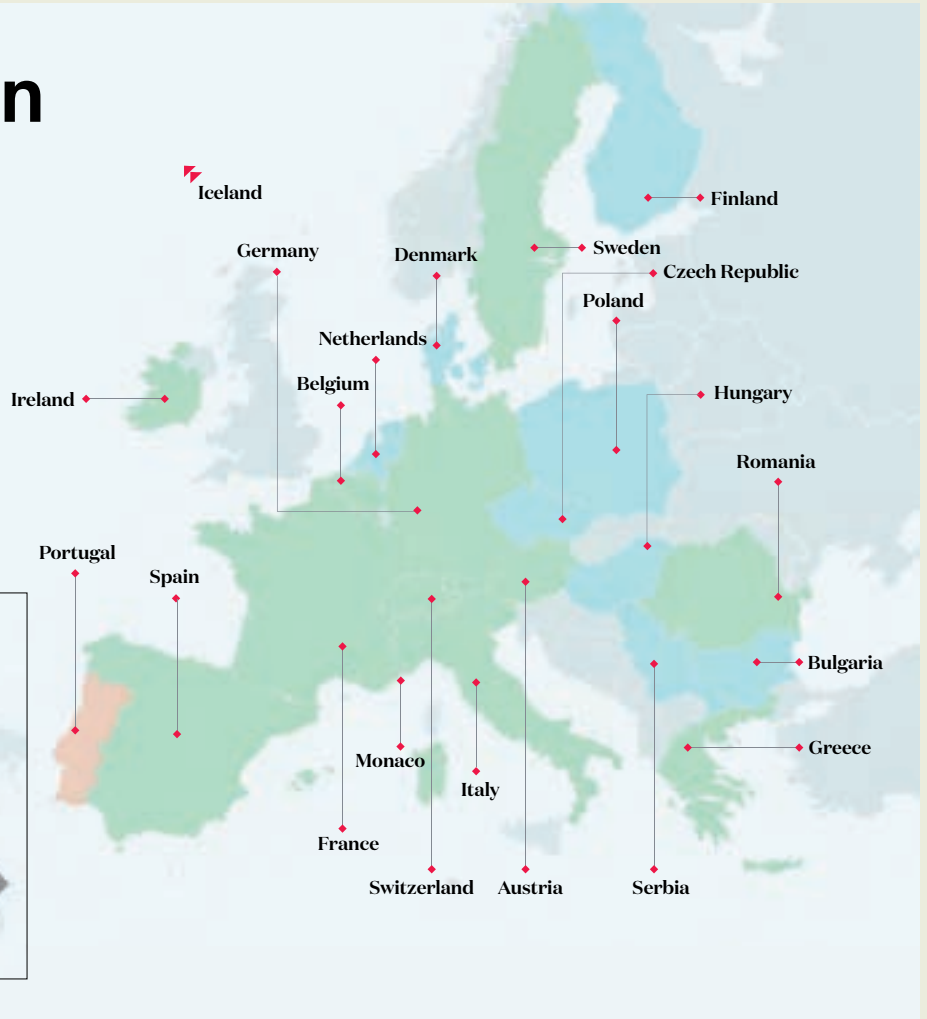 n
Iceland
Finland
Germany
Denmark
Sweden
Czech Republic
Poland
Netherlands
Belgium
Ireland
Hungary
Romania
Portugal
Spain
Bulgaria
Greece
Monaco
Italy
France
Switzerland
Austria
Serbia